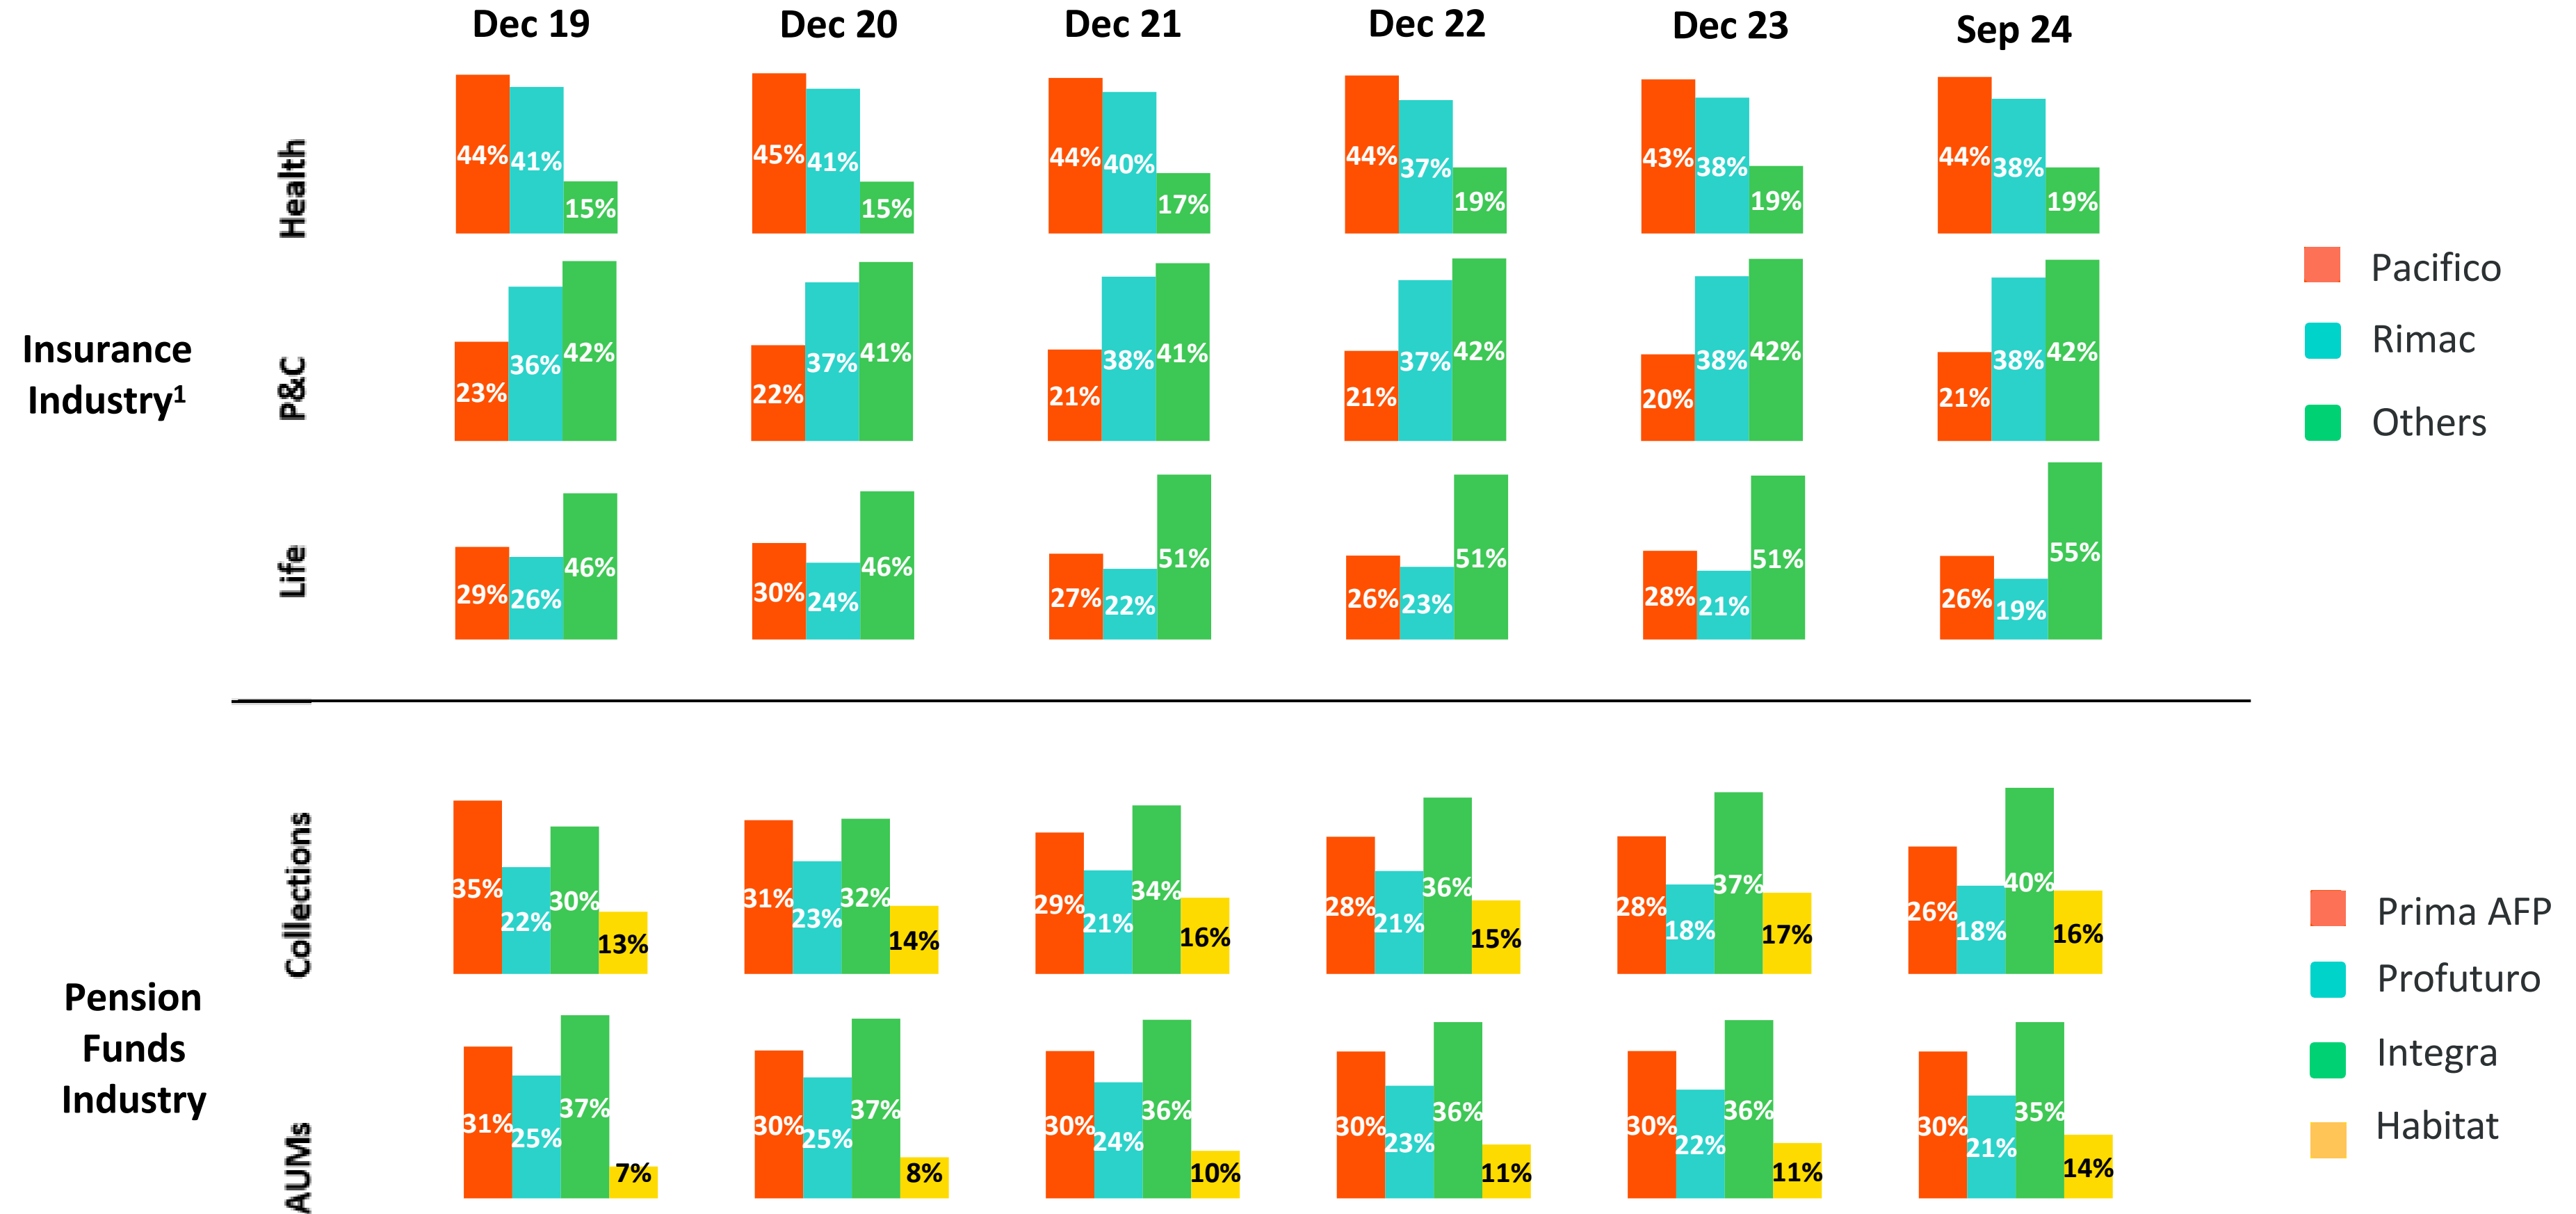 Dec 19 Dec 20 Dec 21 Dec 22 Dec 23 Sep 24
Health
44% 41% 15% 45% 41% 15% 44% 40% 17% 44% 37% 19% 43% 38% 19% 44% 38% 19%
Insurance
Industry¹
P&C
23% 36% 42% 22% 37% 41% 21% 38% 41% 21% 37% 42% 20% 38% 42% 21% 38% 42%
Life
29% 26% 46% 30% 24% 46% 27% 22% 51% 26% 23% 51% 28% 21% 51% 26% 19% 55%
Pacifico
Rimac
Others
Pension
Funds
Industry
Collections
35% 22% 30% 13% 31% 23% 32% 14% 29% 21% 34% 16% 28% 21% 36% 15% 28% 18% 37% 17% 26% 18% 40% 16%
AUMs
31% 25% 37% 7% 30% 25% 37% 8% 30% 24% 36% 10% 30% 23% 36% 11% 30% 22% 36% 11% 30% 21% 35% 14%
Prima AFP
Profuturo
Integra
Habitat